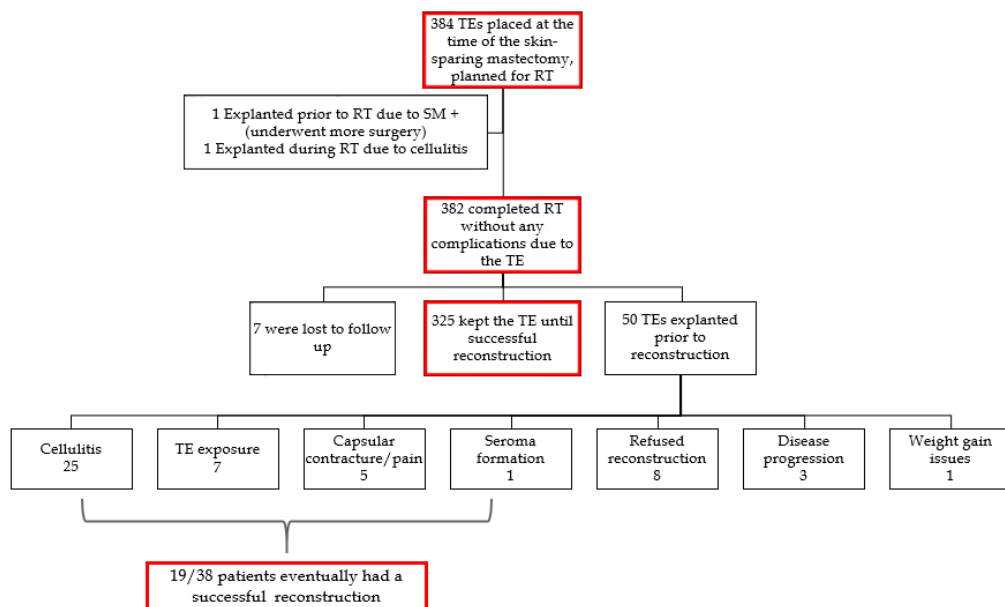 384 TEs placed at the
time of the skin-
sparing mastectomy,
planned for RT
1 Explanted prior to RT due to SM +
(underwent more surgery)
1 Explanted during RT due to cellulitis
382 completed RT
without any
complications due to
the TE
7 were lost to follow
up
325 kept the TE until
successful
reconstruction
50 TEs explanted
prior to
reconstruction
Cellulitis
25
TE exposure
7
Capsular
contracture/pain
5
Seroma
formation
1
Refused
reconstruction
8
Disease
progression
3
Weight gain
issues
1
19/38 patients eventually had a
successful reconstruction